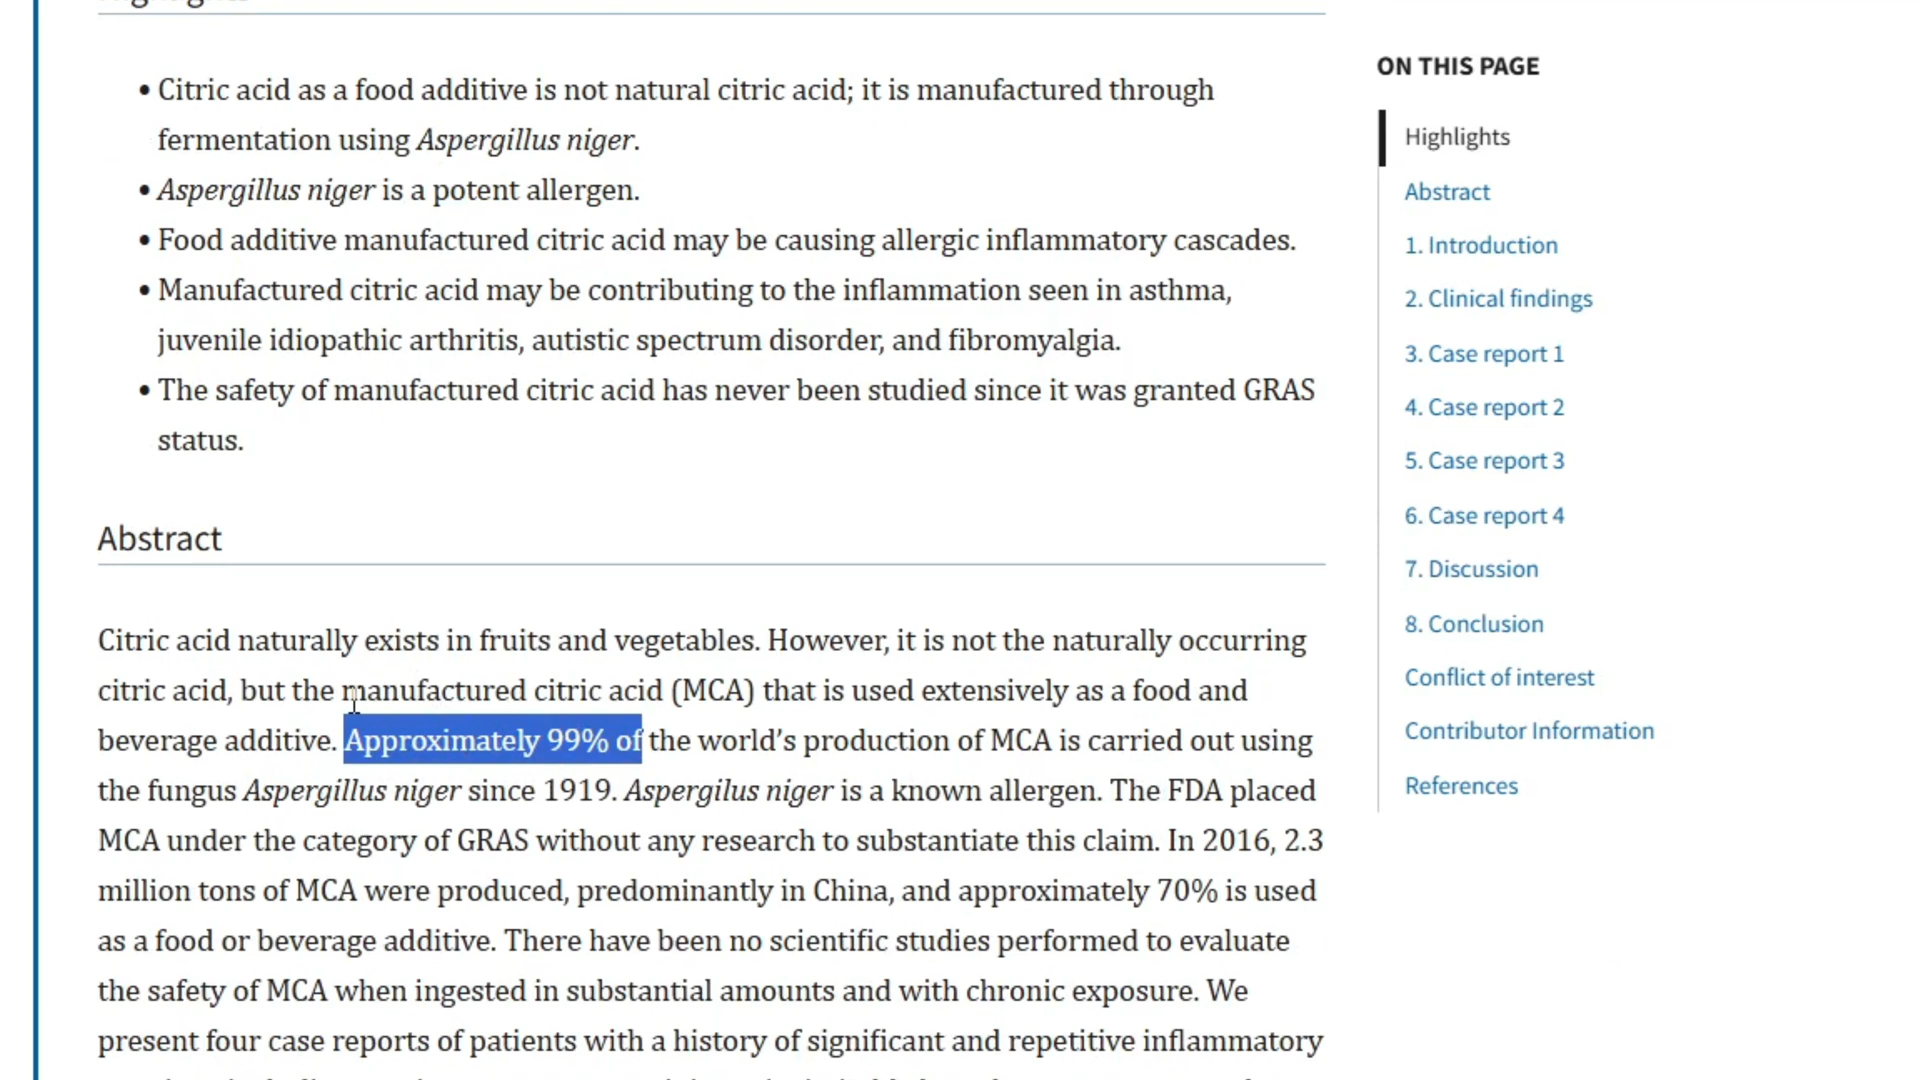 • Citric acid as a food additive is not natural citric acid; it is manufactured through
fermentation using Aspergillus niger.
• Aspergillus niger is a potent allergen.
• Food additive manufactured citric acid may be causing allergic inflammatory cascades.
• Manufactured citric acid may be contributing to the inflammation seen in asthma,
juvenile idiopathic arthritis, autistic spectrum disorder, and fibromyalgia.
• The safety of manufactured citric acid has never been studied since it was granted GRAS
status.
Abstract
Citric acid naturally exists in fruits and vegetables. However, it is not the naturally occurring
citric acid, but the manufactured citric acid (MCA) that is used extensively as a food and
beverage additive. Approximately 99% of the world’s production of MCA is carried out using
the fungus Aspergillus niger since 1919. Aspergilus niger is a known allergen. The FDA placed
MCA under the category of GRAS without any research to substantiate this claim. In 2016, 2.3
million tons of MCA were produced, predominantly in China, and approximately 70% is used
as a food or beverage additive. There have been no scientific studies performed to evaluate
the safety of MCA when ingested in substantial amounts and with chronic exposure. We
present four case reports of patients with a history of significant and repetitive inflammatory
ON THIS PAGE
Highlights
Abstract
1. Introduction
2. Clinical findings
3. Case report 1
4. Case report 2
5. Case report 3
6. Case report 4
7. Discussion
8. Conclusion
Conflict of interest
Contributor Information
References